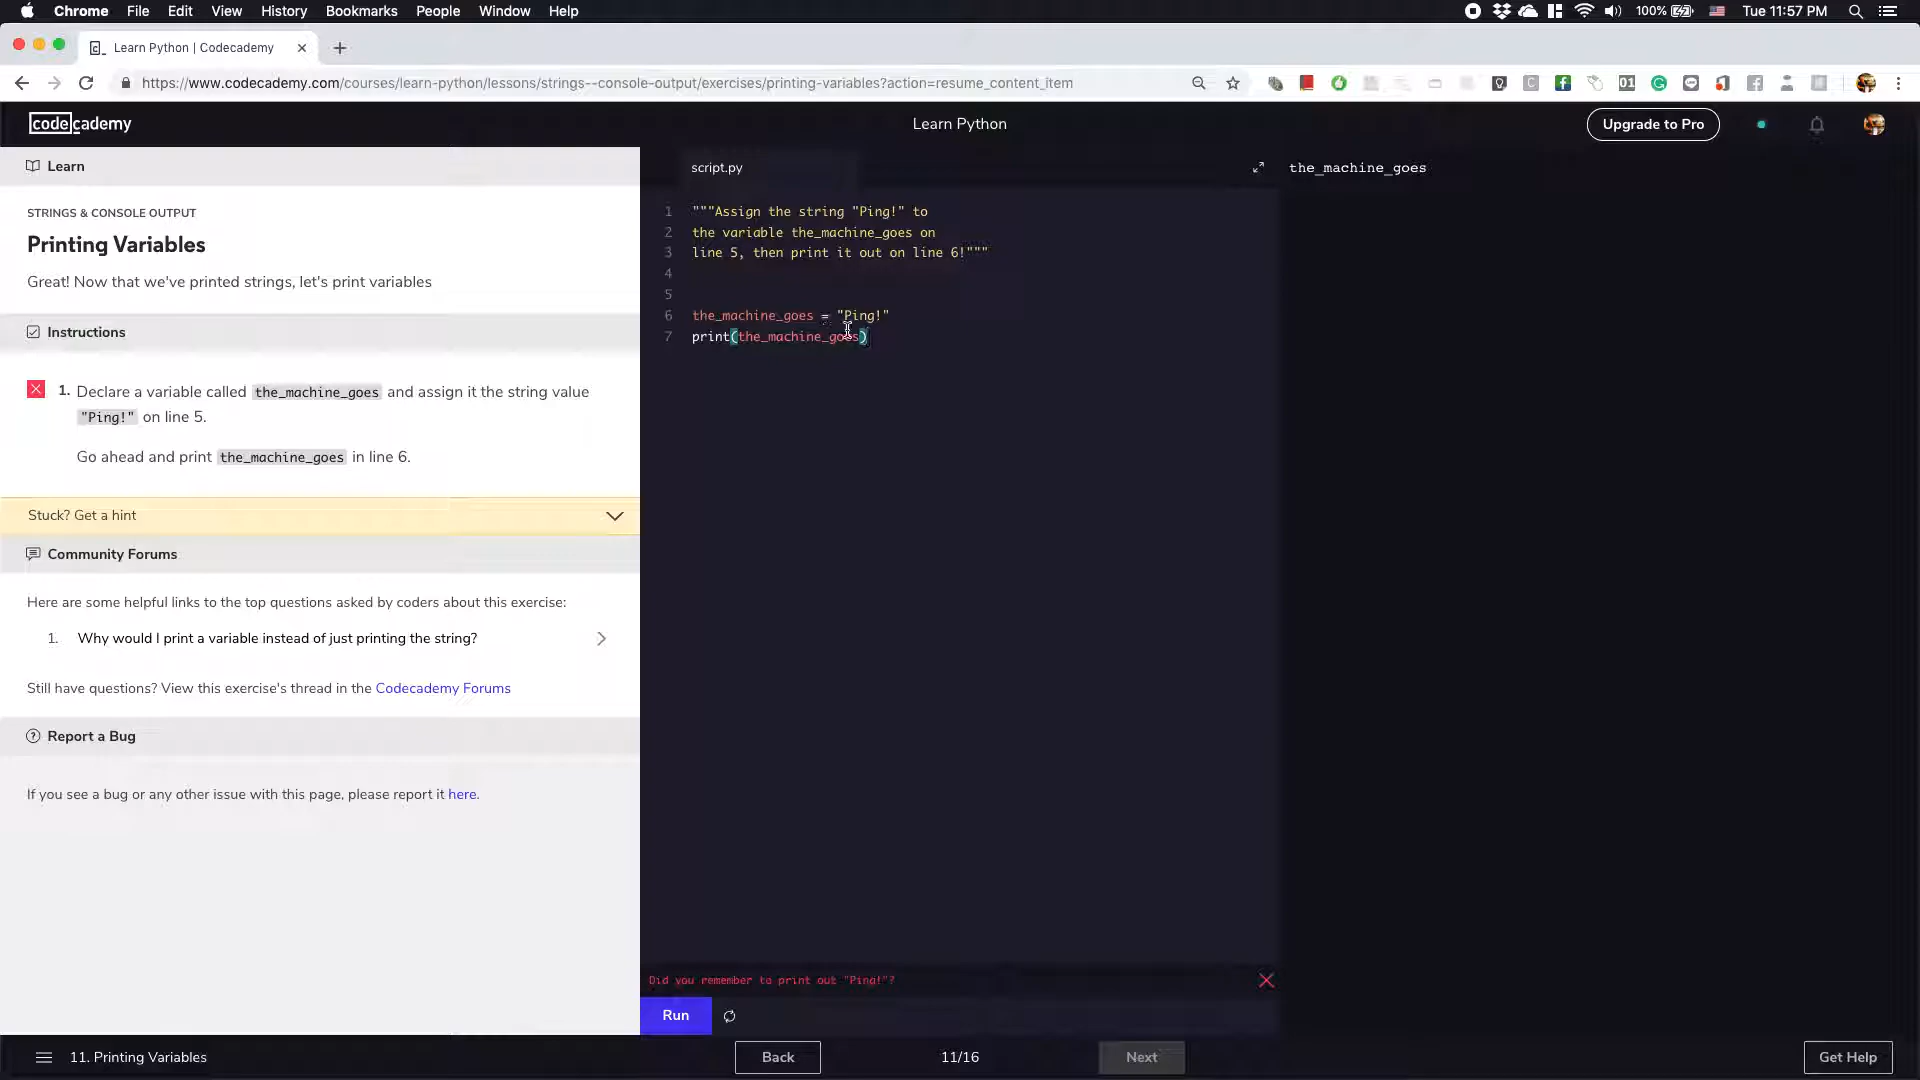 Chrome File Edit View History Bookmarks People Window Help 100% Tue 11:57 PM
Learn Python | Codecademy
https://www.codecademy.com/courses/learn-python/lessons/strings--console-output/exercises/printing-variables?action=resume_content_item
codecademy Learn Python Upgrade to Pro
Learn
STRINGS & CONSOLE OUTPUT
Printing Variables
Great! Now that we've printed strings, let's print variables
Instructions
1. Declare a variable called the_machine_goes and assign it the string value
"Ping!" on line 5.
Go ahead and print the_machine_goes in line 6.
Stuck? Get a hint
Community Forums
Here are some helpful links to the top questions asked by coders about this exercise:
1. Why would I print a variable instead of just printing the string?
Still have questions? View this exercise's thread in the Codecademy Forums
Report a Bug
If you see a bug or any other issue with this page, please report it here.
script.py
1 """Assign the string "Ping!" to
2 the variable the_machine_goes on
3 line 5, then print it out on line 6!"""
4
5
6 the_machine_goes = "Ping!"
7 print(the_machine_goes)
Did you remember to print out "Ping!"?
Run
the_machine_goes
11. Printing Variables Back 11/16 Next Get Help